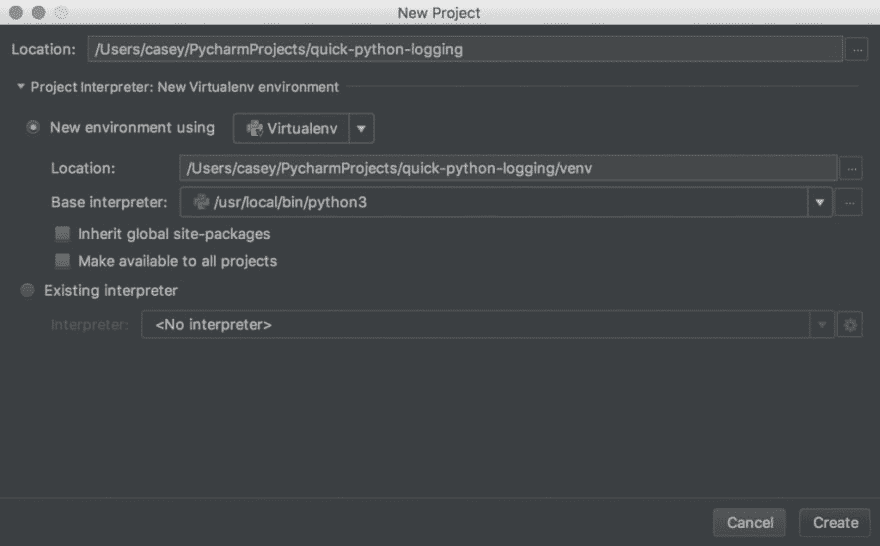 New Project
Location: /Users/casey/PycharmProjects/quick-python-logging ...
Project Interpreter: New Virtualenv environment
New environment using Virtualenv
Location: /Users/casey/PycharmProjects/quick-python-logging/venv ...
Base interpreter: /usr/local/bin/python3 ...
Inherit global site-packages
Make available to all projects
Existing interpreter
Interpreter: <No interpreter>
Cancel Create